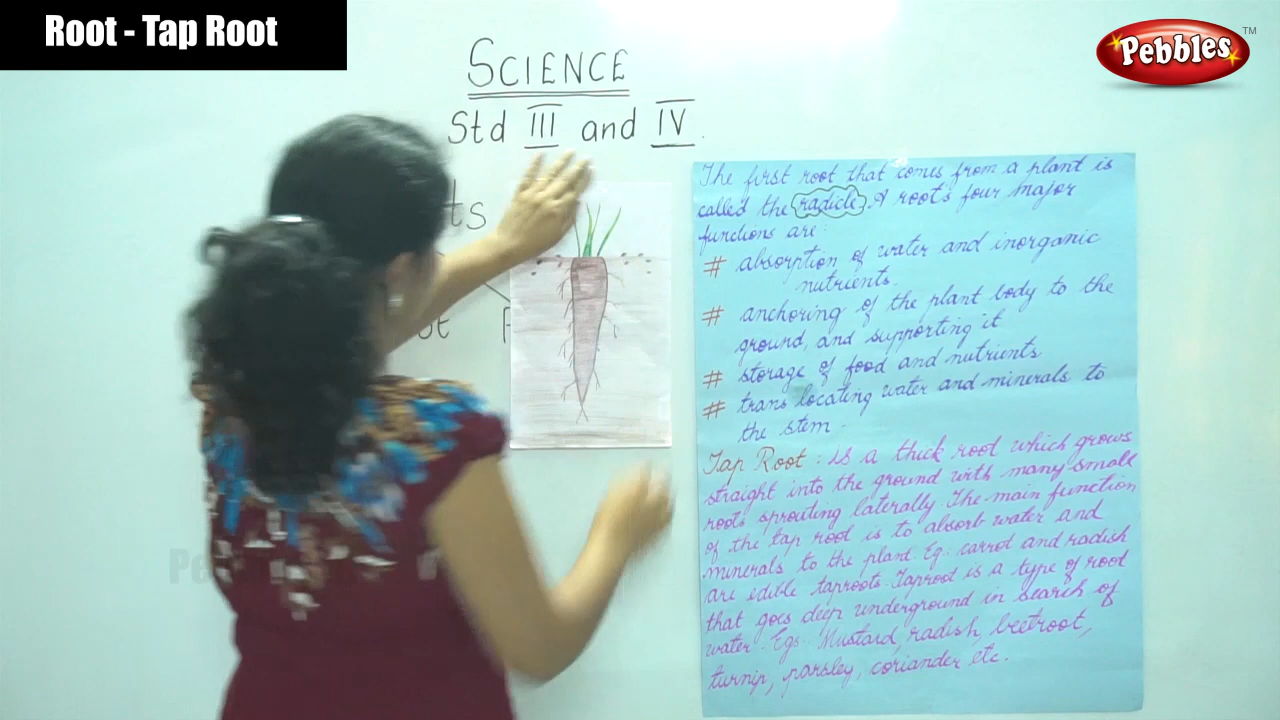 Root - Tap Root
Pebbles
TM
SCIENCE
Std III and IV.
The first root that comes from a plant is
called the radicle. A root's four major
functions are:
# absorption of water and inorganic
nutrients.
# anchoring of the plant body to the
ground, and supporting it
# storage of food and nutrients
# trans locating water and minerals to
the stem.
Tap Root : is a thick root which grows
straight into the ground with many small
roots sprouting laterally. The main function
of the tap root is to absorb water and
minerals to the plant. Eg. carrot and radish
are edible taproots. Taproot is a type of root
that goes deep underground in search of
water. Egs. Mustard, radish, beetroot,
turnip, parsley, coriander etc.